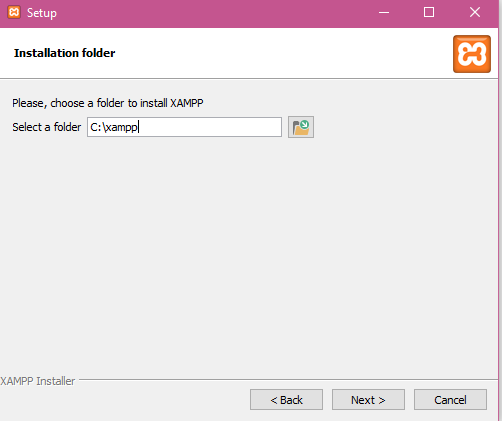 Setup
Installation folder
Please, choose a folder to install XAMPP
Select a folder C:\xampp
XAMPP Installer
< Back Next > Cancel